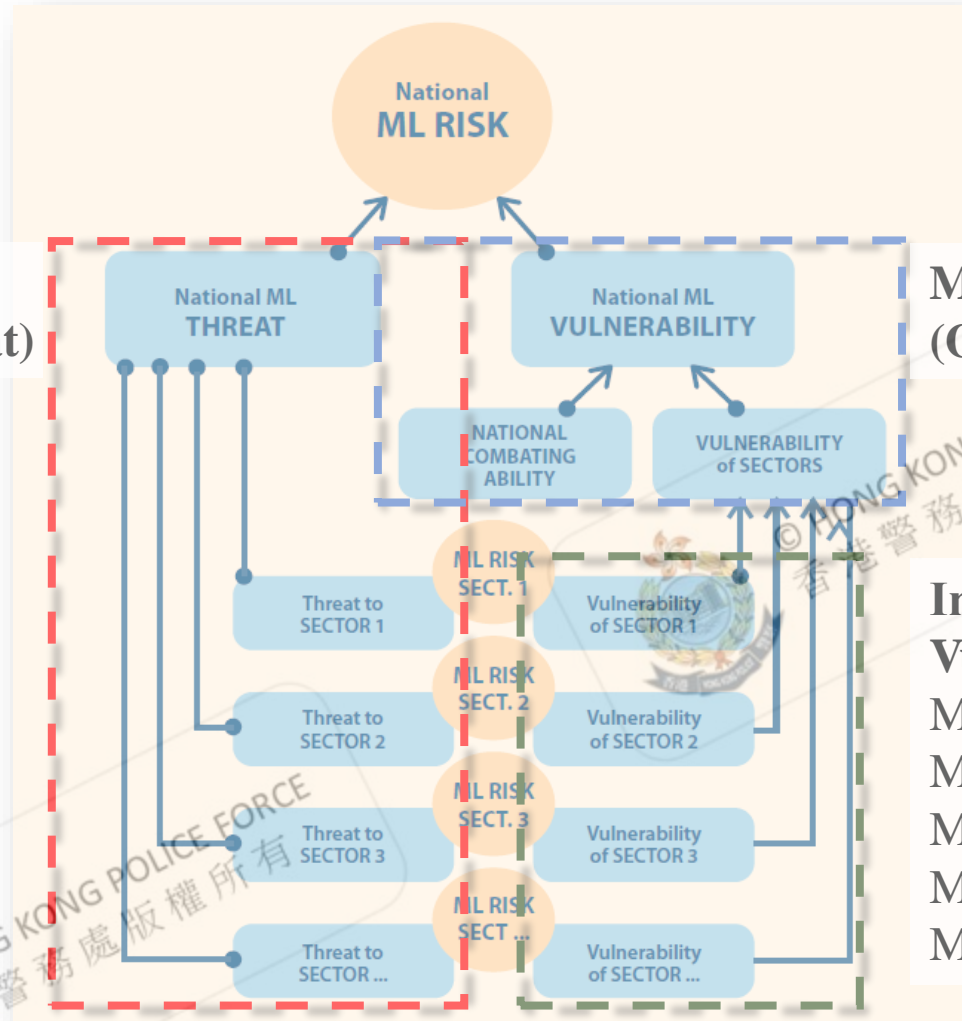 National
ML RISK
National ML
THREAT
National ML
VULNERABILITY
NATIONAL
COMBATING
ABILITY
VULNERABILITY
of SECTORS
ML RISK
SECT. 1
Threat to
SECTOR 1
Vulnerability
of SECTOR 1
ML RISK
SECT. 2
Threat to
SECTOR 2
Vulnerability
of SECTOR 2
ML RISK
SECT. 3
Threat to
SECTOR 3
Vulnerability
of SECTOR 3
ML RISK
SECT ...
Threat to
SECTOR ...
Vulnerability
of SECTOR ...
M
M
M
M
M
M
© HONG KON
香港警務
KONG POLICE FORCE
警務處版權所有